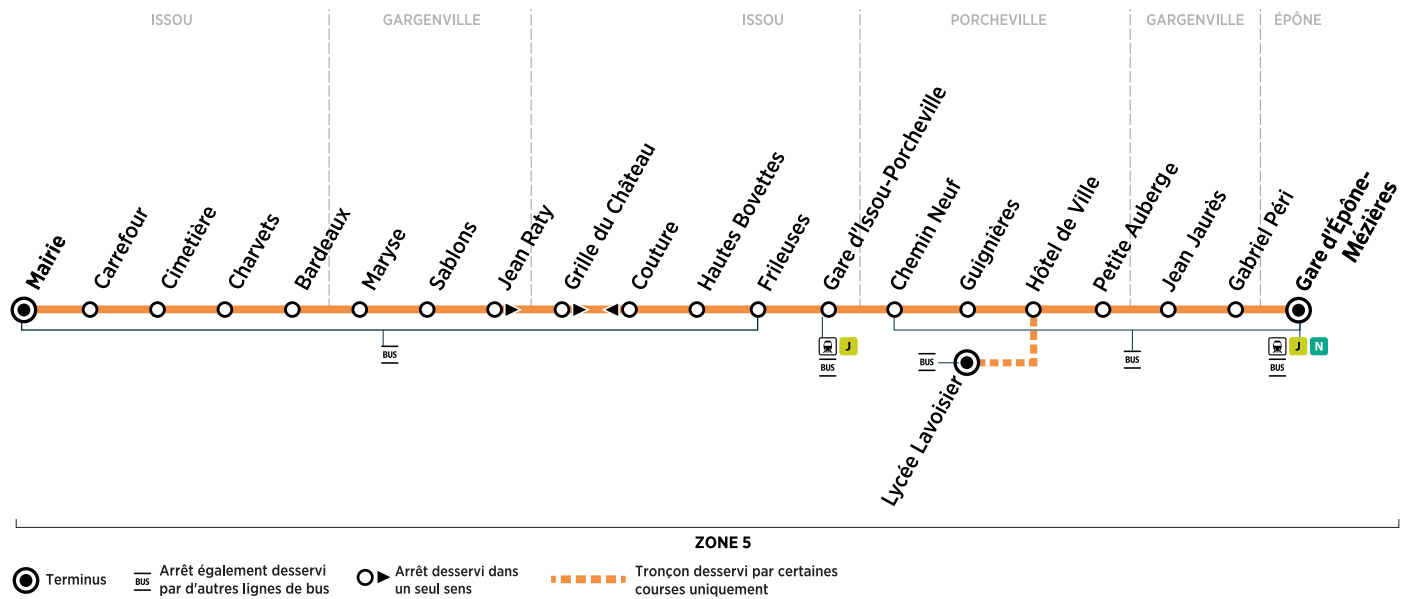 ISSOU
GARGENVILLE
ISSOU
PORCHEVILLE
GARGENVILLE
ÉPÔNE
Mairie
Carrefour
Cimetière
Charvets
Bardeaux
Maryse
Sablons
Jean Raty
Grille du Château
Couture
Hautes Bovettes
Frileuses
Gare d'Issou-Porcheville
Chemin Neuf
Guignières
Hôtel de Ville
Petite Auberge
Jean Jaurès
Gabriel Péri
Gare d'Épône-
Mézières
BUS
J
BUS
BUS
Lycée Lavoisier
BUS
J N
BUS
ZONE 5
Terminus
BUS
Arrêt également desservi
par d'autres lignes de bus
Arrêt desservi dans
un seul sens
Tronçon desservi par certaines
courses uniquement